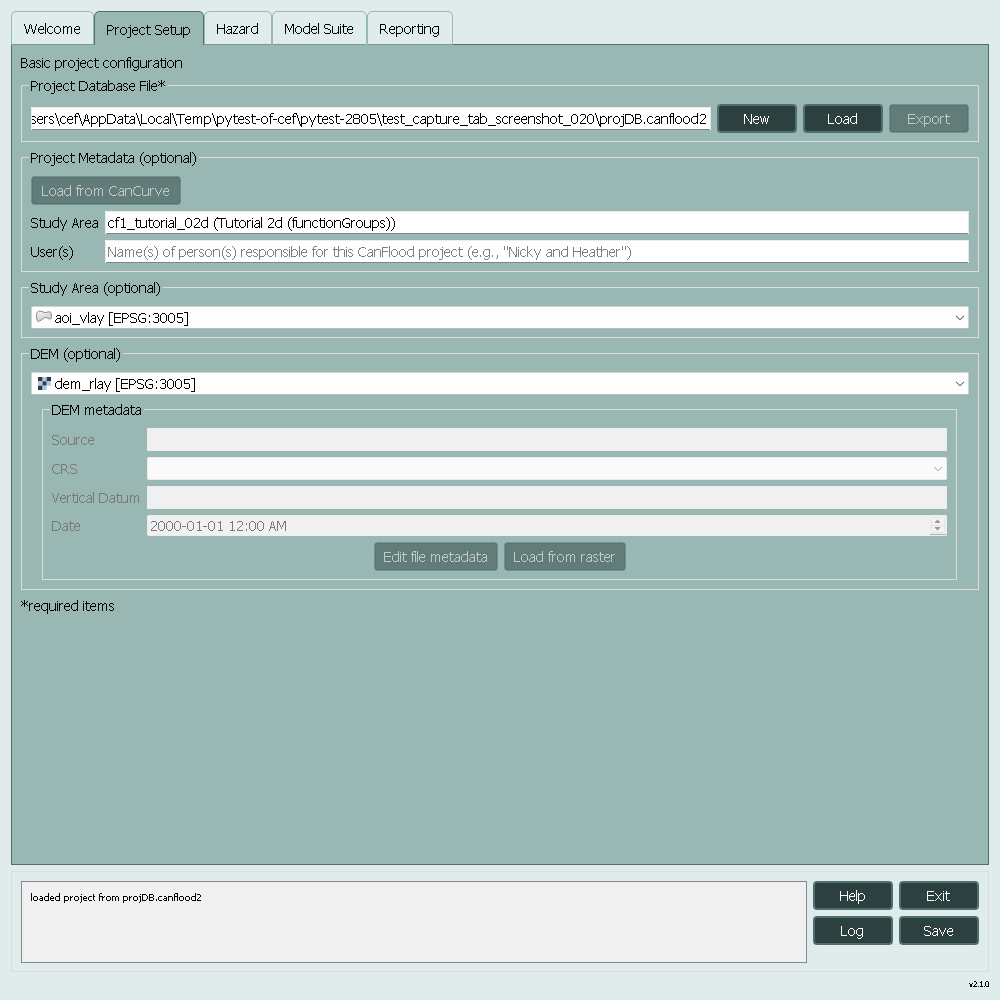 Welcome Project Setup Hazard Model Suite Reporting
Basic project configuration
Project Database File*
sers\cef\AppData\Local\Temp\pytest-of-cef\pytest-2805\test_capture_tab_screenshot_020\projDB.canflood2 New Load Export
Project Metadata (optional)
Load from CanCurve
Study Area cf1_tutorial_02d (Tutorial 2d (functionGroups))
User(s) Name(s) of person(s) responsible for this CanFlood project (e.g., "Nicky and Heather")
Study Area (optional)
aoi_vlay [EPSG:3005]
DEM (optional)
dem_rlay [EPSG:3005]
DEM metadata
Source
CRS
Vertical Datum
Date 2000-01-01 12:00 AM
Edit file metadata Load from raster
*required items
loaded project from projDB.canflood2
Help Exit
Log Save
v2.1.0